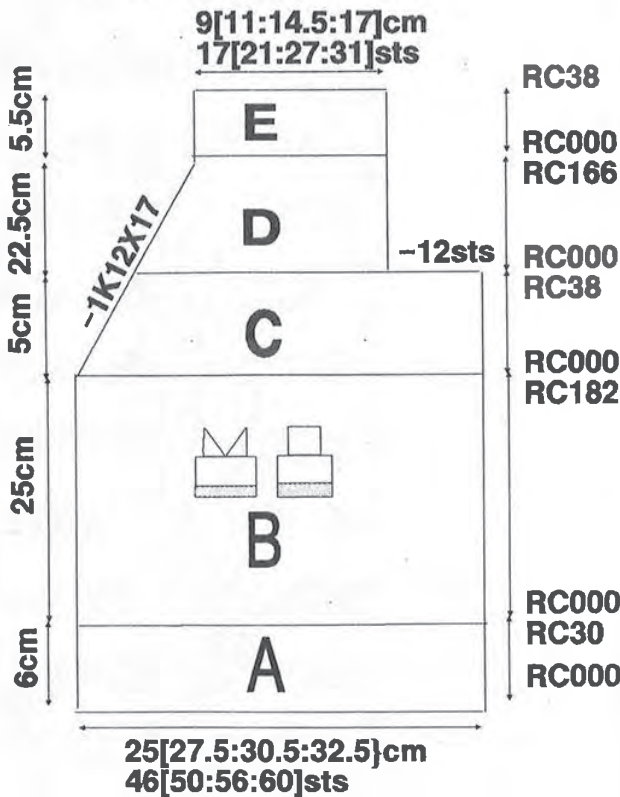 9[11:14.5:17]cm
17[21:27:31]sts
RC38
5.5cm
E
RC000
RC166
22.5cm
-1K12X17
D
-12sts
RC000
RC38
5cm
C
RC000
RC182
25cm
B
RC000
RC30
6cm
A
RC000
25[27.5:30.5:32.5}cm
46[50:56:60]sts